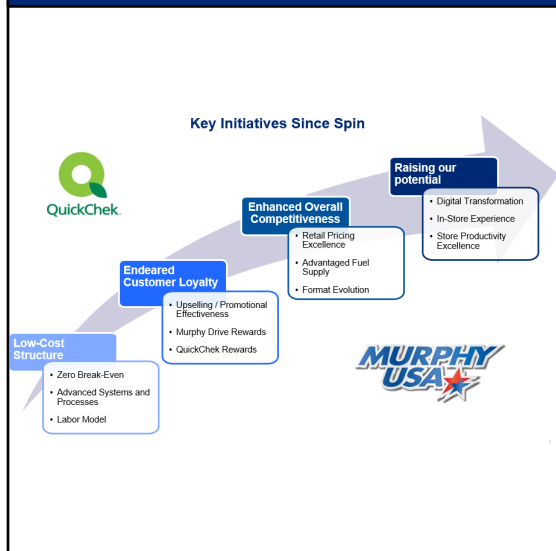 Key Initiatives Since Spin
QuickChek
Raising our
potential
• Digital Transformation
• In-Store Experience
• Store Productivity
Excellence
Enhanced Overall
Competitiveness
• Retail Pricing
Excellence
• Advantaged Fuel
Supply
• Format Evolution
Endeared
Customer Loyalty
• Upselling / Promotional
Effectiveness
• Murphy Drive Rewards
• QuickChek Rewards
Low-Cost
Structure
• Zero Break-Even
• Advanced Systems and
Processes
• Labor Model
MURPHY
USA